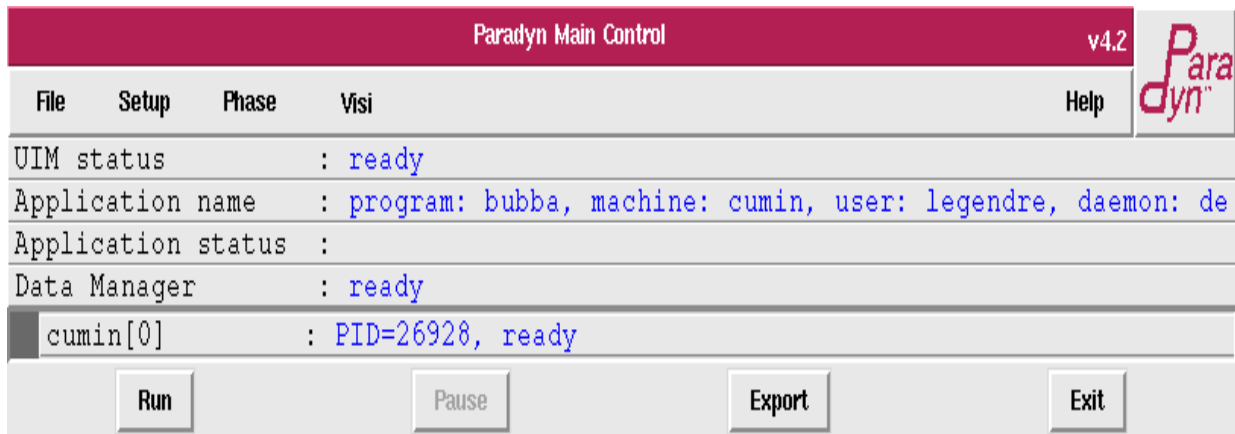 Paradyn Main Control
v4.2
Para
dyn™
File Setup Phase Visi Help
UIM status : ready
Application name : program: bubba, machine: cumin, user: legendre, daemon: de
Application status :
Data Manager : ready
cumin[0] : PID=26928, ready
Run Pause Export Exit